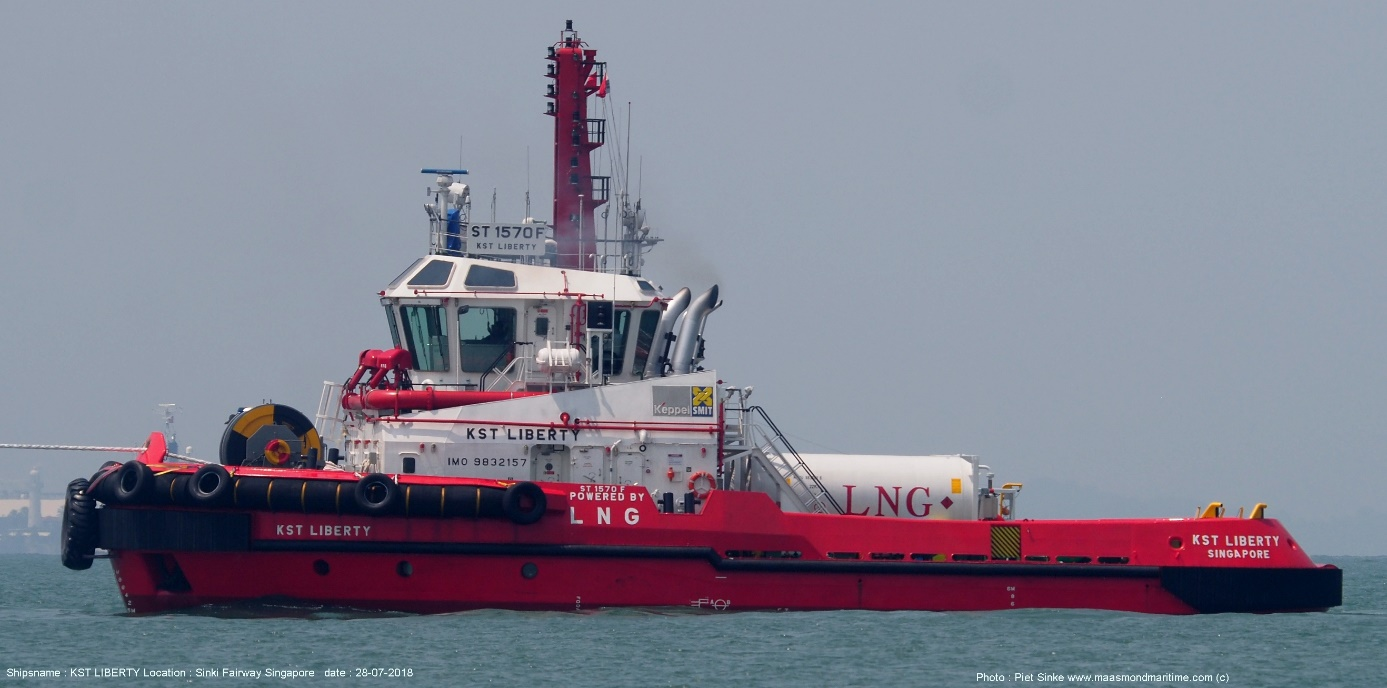 ST 1570 F
KST LIBERTY
Keppel SMIT
KST LIBERTY
IMO 9832157
LNG
ST 1570 F
POWERED BY
LNG
KST LIBERTY
KST LIBERTY
SINGAPORE
Shipsname : KST LIBERTY Location : Sinki Fairway Singapore date : 28-07-2018
Photo : Piet Sinke www.maasmondmaritime.com (c)